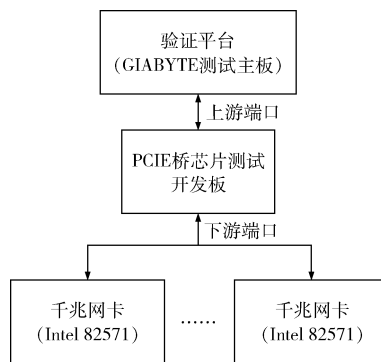 验证平台
(GIABYTE测试主板)
上游端口
PCIE桥芯片测试
开发板
下游端口
千兆网卡
(Intel 82571)
……
千兆网卡
(Intel 82571)